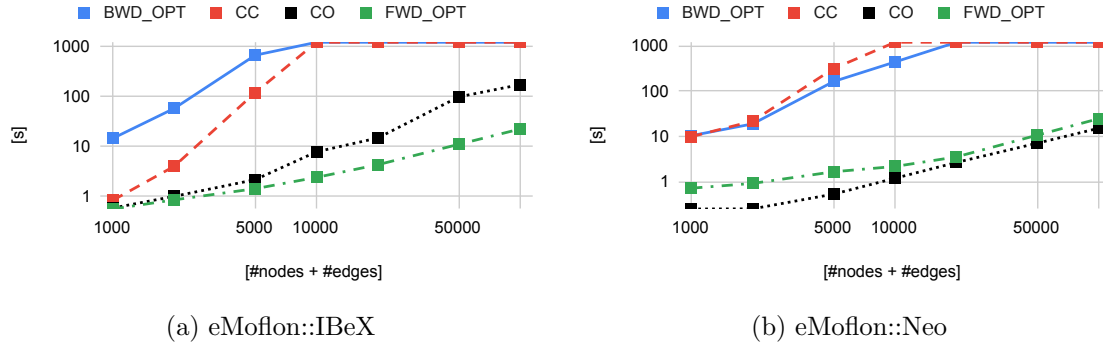 BWD_OPT CC CO FWD_OPT
1000
100
10
1
[s]
1000 5000 10000 50000
[#nodes + #edges]
(a) eMoflon::IBeX
BWD_OPT CC CO FWD_OPT
1000
100
10
1
[s]
1000 5000 10000 50000
[#nodes + #edges]
(b) eMoflon::Neo